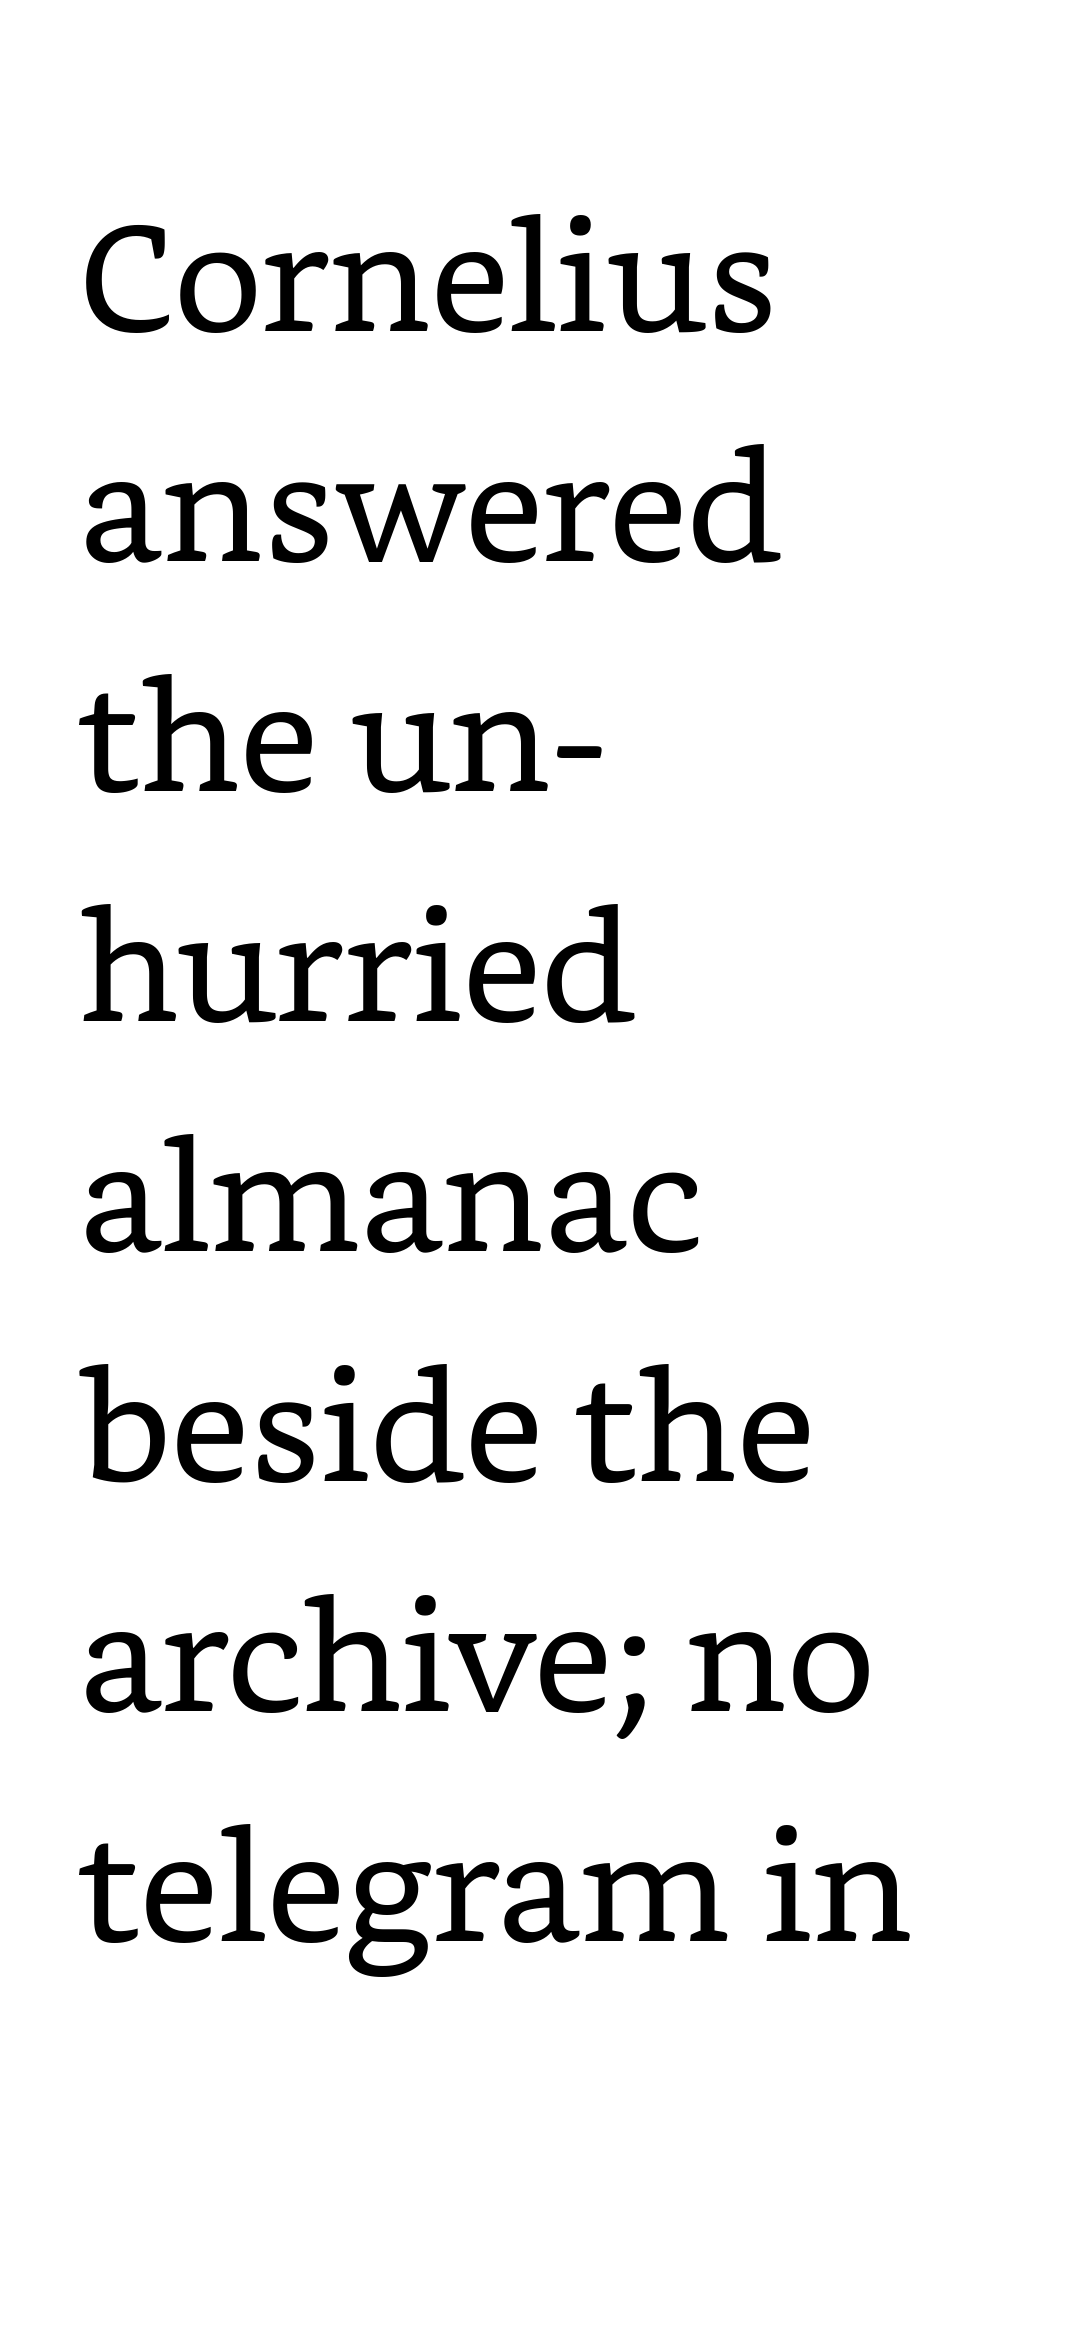 Cornelius
answered
the un-
hurried
almanac
beside the
archive; no
telegram in